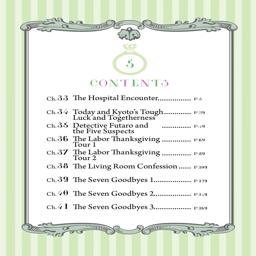 5
CONTENTS
Ch.33 The Hospital Encounter................. P.5
Ch.34 Today and Kyoto's Tough
Luck and Togetherness
Ch.35 Detective Futaro and
the Five Suspects
Ch.36 The Labor Thanksgiving
Tour 1
Ch.37 The Labor Thanksgiving
Tour 2
Ch.38 The Living Room Confession
Ch.39 The Seven Goodbyes 1
Ch.40 The Seven Goodbyes 2
Ch.41 The Seven Goodbyes 3